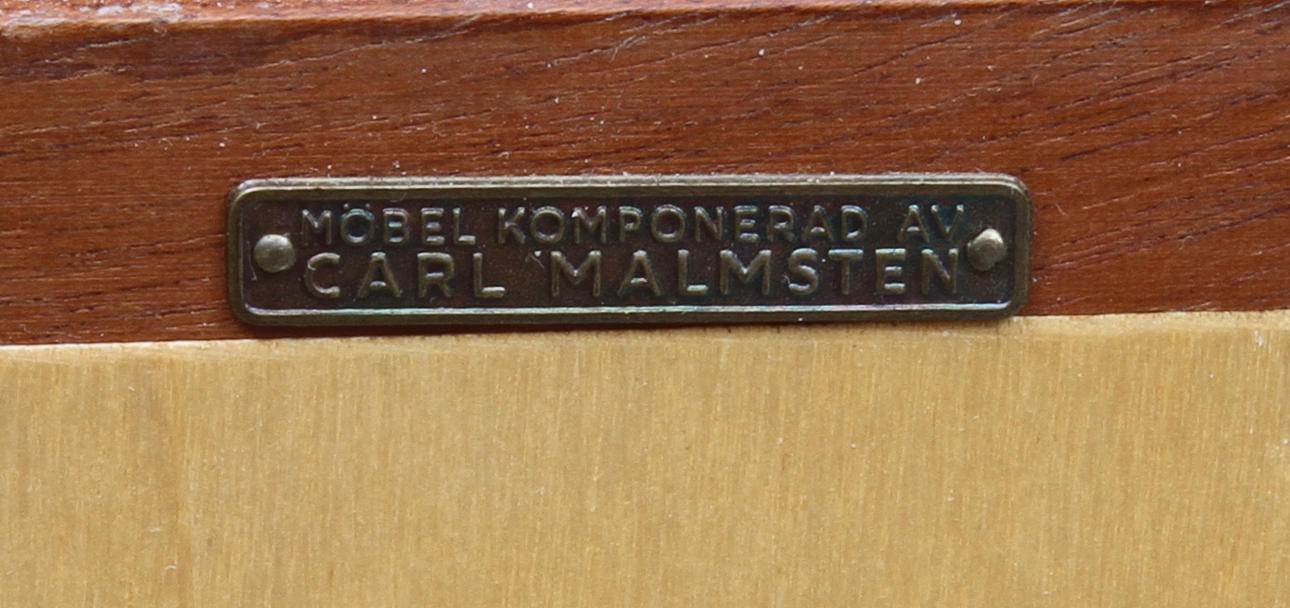 MÖBEL KOMPONERAD AV
CARL MALMSTEN